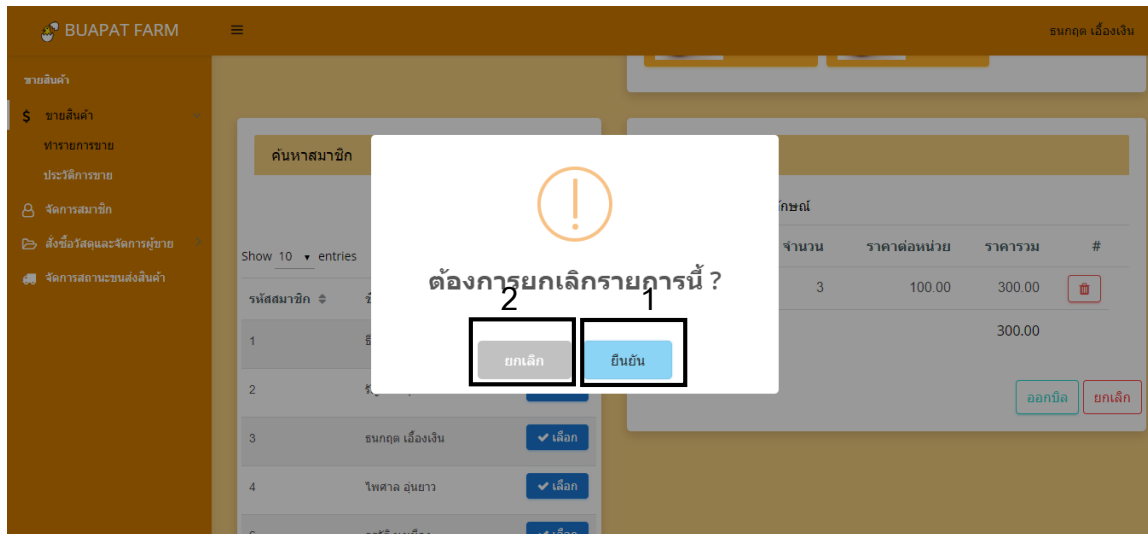 BUAPAT FARM
ธนกฤต เอื้องเงิน
ขายสินค้า
$ ขายสินค้า
ทำรายการขาย
ประวัติการขาย
จัดการสมาชิก
สั่งซื้อวัสดุและจัดการผู้ขาย
จัดการสถานะขนส่งสินค้า
ค้นหาสมาชิก
Show 10 entries
รหัสสมาชิก
1
2
3 ธนกฤต เอื้องเงิน เลือก
4 ไพศาล อุ่นยาว เลือก
ต้องการยกเลิกรายการนี้ ?
2 1
ยกเลิก ยืนยัน
จำนวน ราคาต่อหน่วย ราคารวม #
3 100.00 300.00
300.00
ออกบิล ยกเลิก